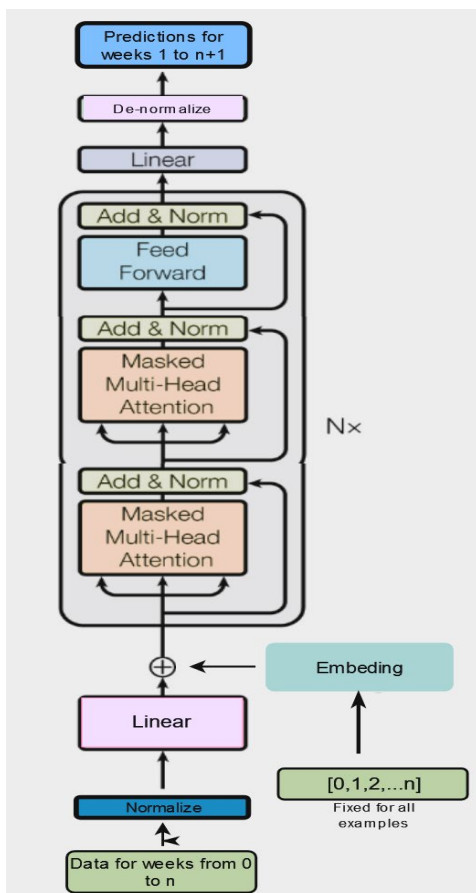 Predictions for
weeks 1 to n+1
De-normalize
Linear
Add & Norm
Feed
Forward
Add & Norm
Masked
Multi-Head
Attention
N×
Add & Norm
Masked
Multi-Head
Attention
Embeding
Linear
[0,1,2,...n]
Fixed for all
examples
Normalize
Data for weeks from 0
to n